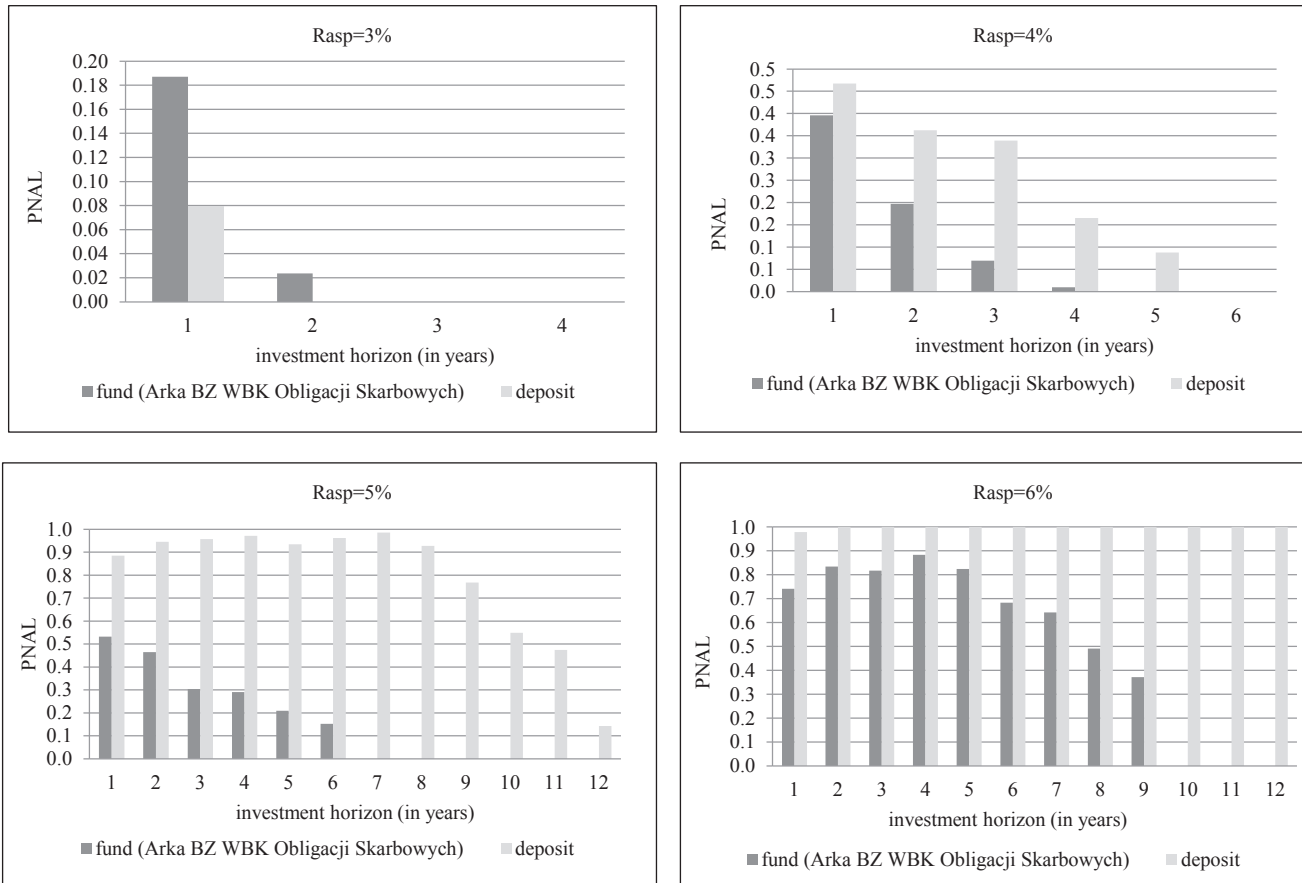 Rasp=3%
0.20
0.18
0.16
0.14
0.12
0.10
0.08
0.06
0.04
0.02
0.00
PNAL
1 2 3 4
investment horizon (in years)
fund (Arka BZ WBK Obligacji Skarbowych) deposit
Rasp=4%
0.5
0.5
0.4
0.4
0.3
0.3
0.2
0.2
0.1
0.1
0.0
PNAL
1 2 3 4 5 6
investment horizon (in years)
fund (Arka BZ WBK Obligacji Skarbowych) deposit
Rasp=5%
1.0
0.9
0.8
0.7
0.6
0.5
0.4
0.3
0.2
0.1
0.0
PNAL
1 2 3 4 5 6 7 8 9 10 11 12
investment horizon (in years)
fund (Arka BZ WBK Obligacji Skarbowych) deposit
Rasp=6%
1.0
0.9
0.8
0.7
0.6
0.5
0.4
0.3
0.2
0.1
0.0
PNAL
1 2 3 4 5 6 7 8 9 10 11 12
investment horizon (in years)
fund (Arka BZ WBK Obligacji Skarbowych) deposit